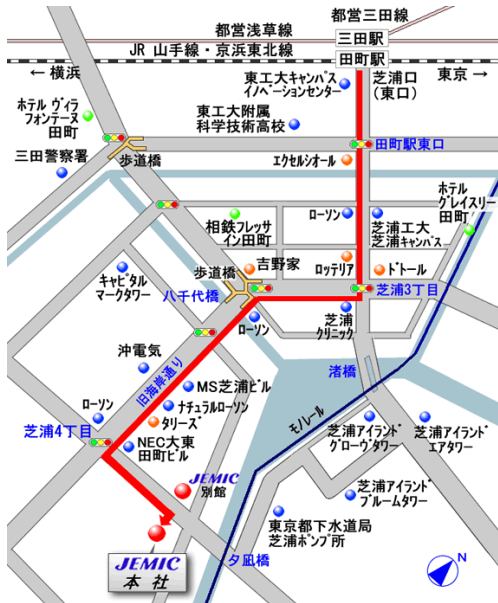 都営三田線
都営浅草線
三田駅
JR 山手線・京浜東北線
田町駅
← 横浜
東京 →
芝浦口
(東口)
東工大キャンパス
イノベーションセンター
ホテル ヴィラ
フォンテーヌ
田町
東工大附属
科学技術高校
田町駅東口
三田警察署
歩道橋
エクセルシオール
ホテル
グレイスリー
田町
相鉄フレッサ
イン田町
ローソン
芝浦工大
芝浦キャンパス
歩道橋
吉野家
ロッテリア
ドトール
キャピタル
マークタワー
八千代橋
芝浦3丁目
ローソン
芝浦
クリニック
沖電気
旧海岸通り
渚橋
MS芝浦ビル
モノレール
ローソン
ナチュラルローソン
タリーズ
芝浦アイランド
グローヴタワー
芝浦アイランド
エアタワー
芝浦4丁目
NEC大東
田町ビル
JEMIC
別館
芝浦アイランド
ブルームタワー
東京都下水道局
芝浦ポンプ所
夕凪橋
N
JEMIC
本 社